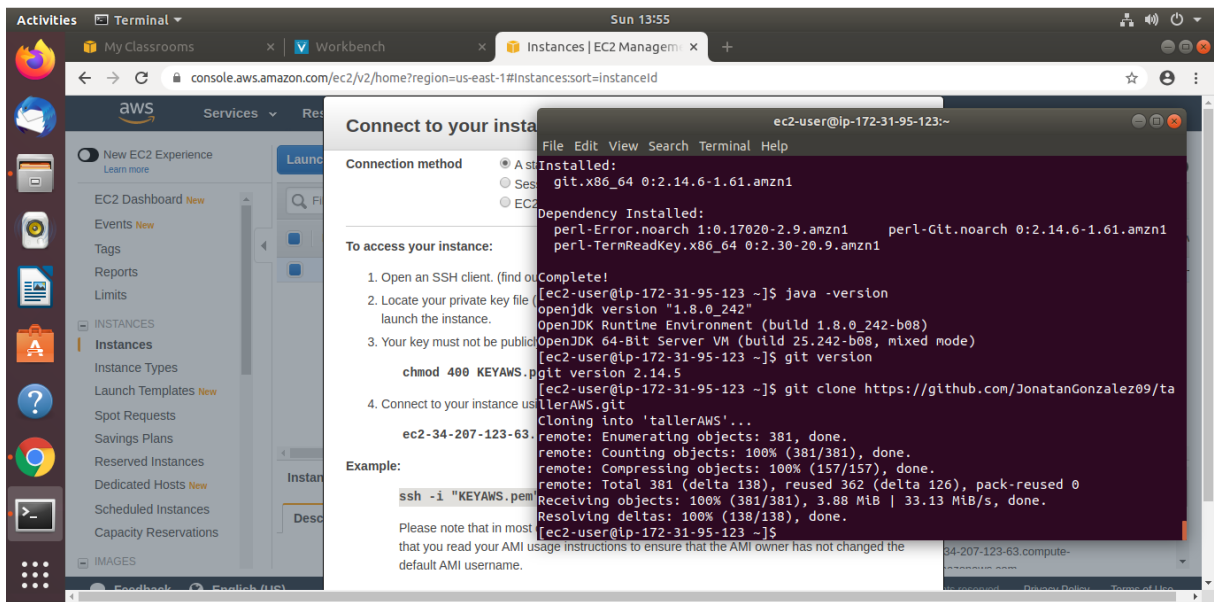 Activities Terminal Sun 13:55
My Classrooms Workbench Instances | EC2 Managem
console.aws.amazon.com/ec2/v2/home?region=us-east-1#Instances:sort=instanceId
aws Services
New EC2 Experience
Learn more
EC2 Dashboard New
Events New
Tags
Reports
Limits
INSTANCES
Instances
Instance Types
Launch Templates New
Spot Requests
Savings Plans
Reserved Instances
Dedicated Hosts New
Scheduled Instances
Capacity Reservations
IMAGES
Feedback English (US)
Connect to your insta
Connection method
To access your instance:
1. Open an SSH client. (find
2. Locate your private key file (
launch the instance.
3. Your key must not be public
chmod 400 KEYAWS.p
4. Connect to your instance usi
ec2-34-207-123-63.
Example:
ssh -i "KEYAWS.pem"
Please note that in most
that you read your AMI usage instructions to ensure that the AMI owner has not changed the
default AMI username.
ec2-user@ip-172-31-95-123:~
File Edit View Search Terminal Help
Installed:
git.x86_64 0:2.14.6-1.61.amzn1
Dependency Installed:
perl-Error.noarch 1:0.17020-2.9.amzn1 perl-Git.noarch 0:2.14.6-1.61.amzn1
perl-TermReadKey.x86_64 0:2.30-20.9.amzn1
Complete!
[ec2-user@ip-172-31-95-123 ~]$ java -version
openjdk version "1.8.0_242"
OpenJDK Runtime Environment (build 1.8.0_242-b08)
OpenJDK 64-Bit Server VM (build 25.242-b08, mixed mode)
[ec2-user@ip-172-31-95-123 ~]$ git version
git version 2.14.5
[ec2-user@ip-172-31-95-123 ~]$ git clone https://github.com/JonatanGonzalez09/ta
llerAWS.git
Cloning into 'tallerAWS'...
remote: Enumerating objects: 381, done.
remote: Counting objects: 100% (381/381), done.
remote: Compressing objects: 100% (157/157), done.
remote: Total 381 (delta 138), reused 362 (delta 126), pack-reused 0
Receiving objects: 100% (381/381), 3.88 MiB | 33.13 MiB/s, done.
Resolving deltas: 100% (138/138), done.
[ec2-user@ip-172-31-95-123 ~]$
34-207-123-63.compute-
Privacy Policy Terms of Use